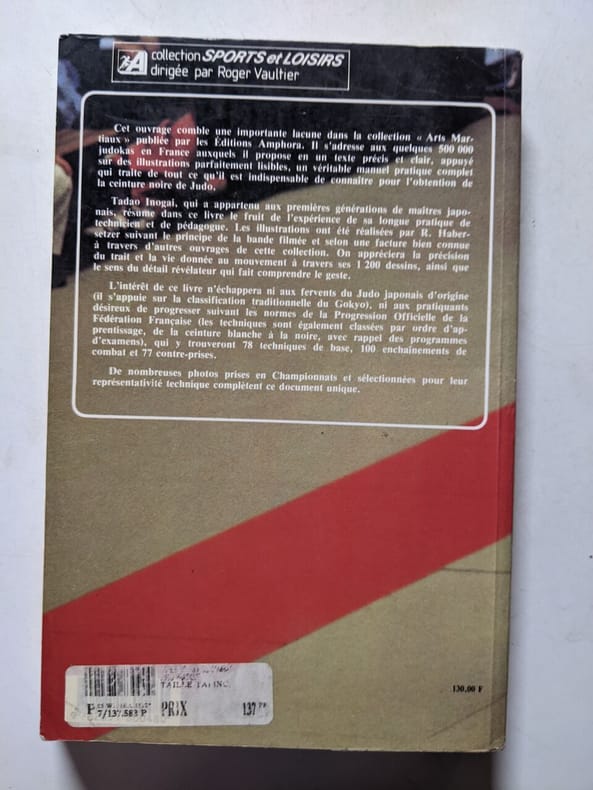 collection SPORTS et LOISIRS
dirigée par Roger Vaultier
Cet ouvrage comble une importante lacune dans la collection « Arts Mar-
tiaux » publiée par les Éditions Amphora. Il s'adresse aux quelques 500 000
judokas en France auxquels il propose en un texte précis et clair, appuyé
sur des illustrations parfaitement lisibles, un véritable manuel pratique complet
qui traite de tout ce qu'il est indispensable de connaître pour l'obtention de
la ceinture noire de Judo.
Tadao Inogai, qui a appartenu aux premières générations de maîtres japo-
nais, résume dans ce livre le fruit de l'expérience de sa longue pratique de
technicien et de pédagogue. Les illustrations ont été réalisées par R. Haber-
setzer suivant le principe de la bande filmée et selon une facture bien connue
à travers d'autres ouvrages de cette collection. On appréciera la précision
du trait et la vie donnée au mouvement à travers ses 1 200 dessins, ainsi que
le sens du détail révélateur qui fait comprendre le geste.
L'intérêt de ce livre n'échappera ni aux fervents du Judo japonais d'origine
(il s'appuie sur la classification traditionnelle du Gokyo), ni aux pratiquants
désireux de progresser suivant les normes de la Progression Officielle de la
Fédération Française (les techniques sont également classées par ordre d'ap-
prentissage, de la ceinture blanche à la noire, avec rappel des programmes
d'examens), qui y trouveront 78 techniques de base, 100 enchaînements de
combat et 77 contre-prises.
De nombreuses photos prises en Championnats et sélectionnées pour leur
représentativité technique complètent ce document unique.
130,00 F
7/137.583 P PRIX 137 FF